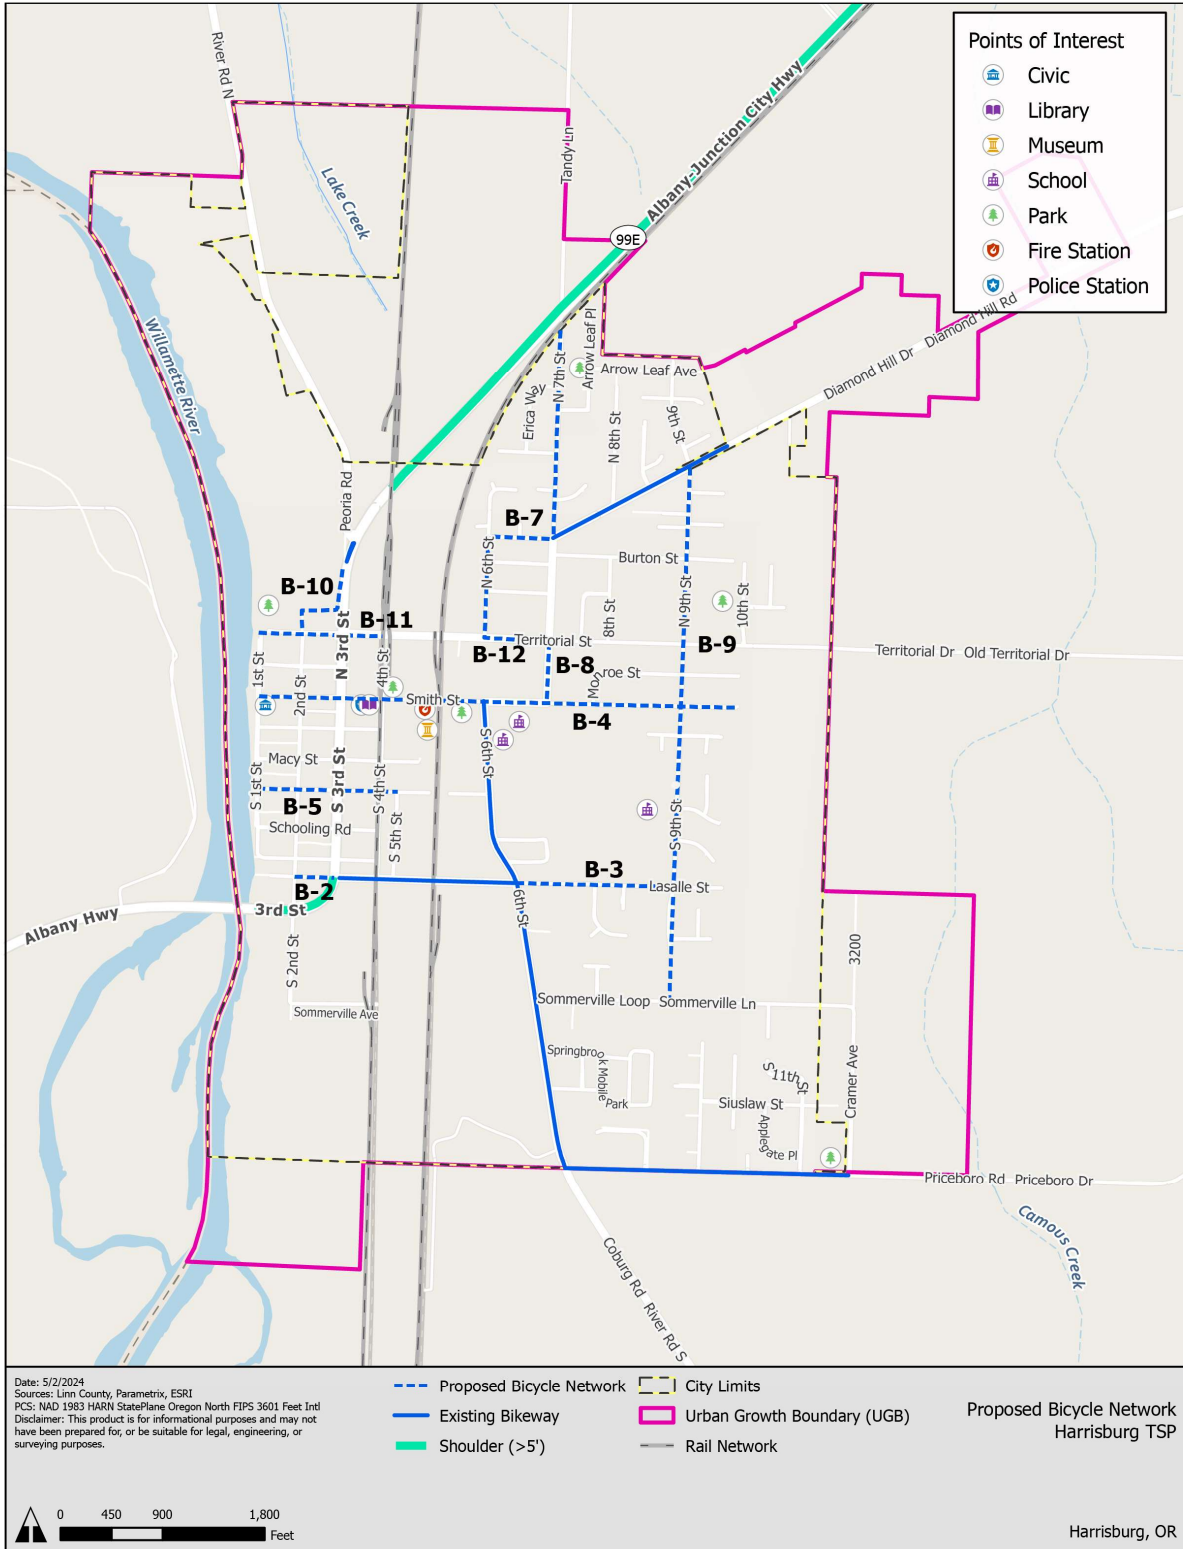 Points of Interest
Civic
Library
Museum
School
Park
Fire Station
Police Station
River Rd N
Lake Creek
Tandy Ln
Albany-Junction City Hwy
99E
Willamette River
Diamond Hill Dr Diamond Hill Rd
Arrow Leaf Pl
Arrow Leaf Ave
N 7th St
Erica Way
N 8th St
9th St
Peoria Rd
B-7
N 6th St
Burton St
B-10
N 9th St
10th St
8th St
B-11
N 3rd St
Territorial St
B-12
B-8
B-9
Territorial Dr Old Territorial Dr
1st St
2nd St
4th St
Monroe St
Smith St
B-4
S 6th St
Macy St
S 1st St
S 3rd St
S 4th St
B-5
Schooling Rd
S 5th St
S 9th St
B-3
Lasalle St
B-2
3rd St
Albany Hwy
6th St
S 2nd St
3200
Sommerville Loop Sommerville Ln
Sommerville Ave
Springbrook Mobile Park
S 11th St
Siuslaw St
Applegate Pl
Cramer Ave
Priceboro Rd Priceboro Dr
Camous Creek
Coburg Rd River Rd S
Date: 5/2/2024
Sources: Linn County, Parametrix, ESRI
PCS: NAD 1983 HARN StatePlane Oregon North FIPS 3601 Feet Intl
Disclaimer: This product is for informational purposes and may not
have been prepared for, or be suitable for legal, engineering, or
surveying purposes.
Proposed Bicycle Network
Existing Bikeway
Shoulder (>5')
City Limits
Urban Growth Boundary (UGB)
Rail Network
Proposed Bicycle Network
Harrisburg TSP
0 450 900 1,800
Feet
Harrisburg, OR